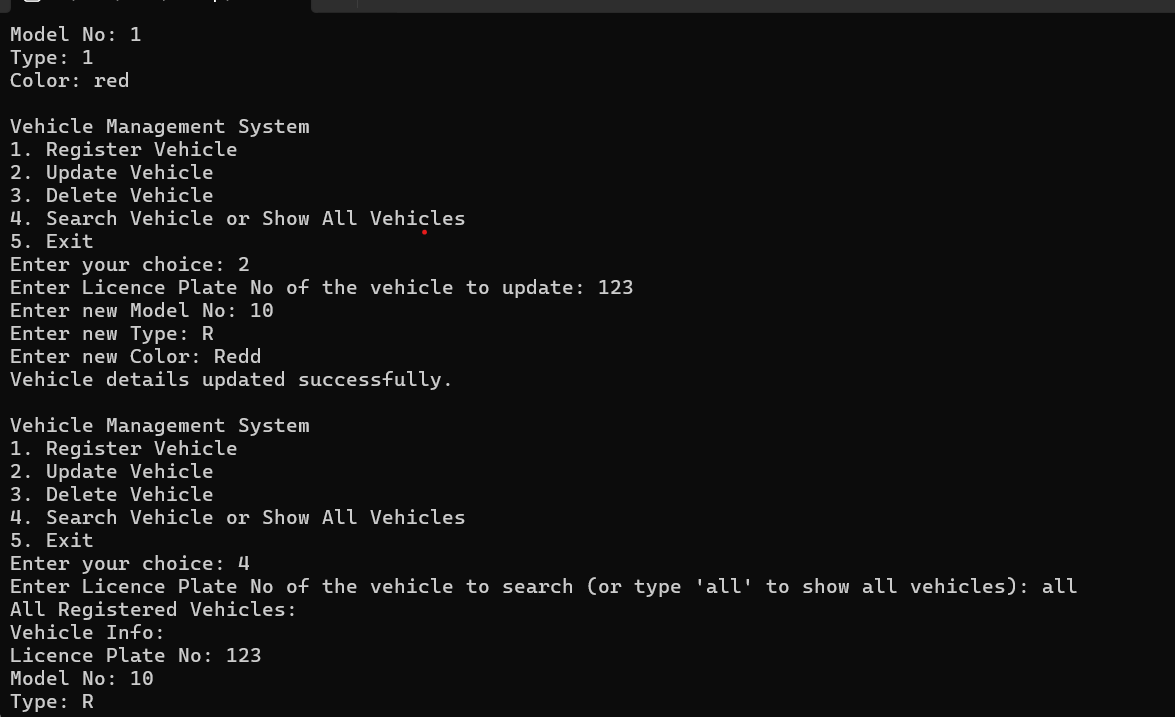 Model No: 1
Type: 1
Color: red
Vehicle Management System
1. Register Vehicle
2. Update Vehicle
3. Delete Vehicle
4. Search Vehicle or Show All Vehicles
5. Exit
Enter your choice: 2
Enter Licence Plate No of the vehicle to update: 123
Enter new Model No: 10
Enter new Type: R
Enter new Color: Redd
Vehicle details updated successfully.
Vehicle Management System
1. Register Vehicle
2. Update Vehicle
3. Delete Vehicle
4. Search Vehicle or Show All Vehicles
5. Exit
Enter your choice: 4
Enter Licence Plate No of the vehicle to search (or type 'all' to show all vehicles): all
All Registered Vehicles:
Vehicle Info:
Licence Plate No: 123
Model No: 10
Type: R